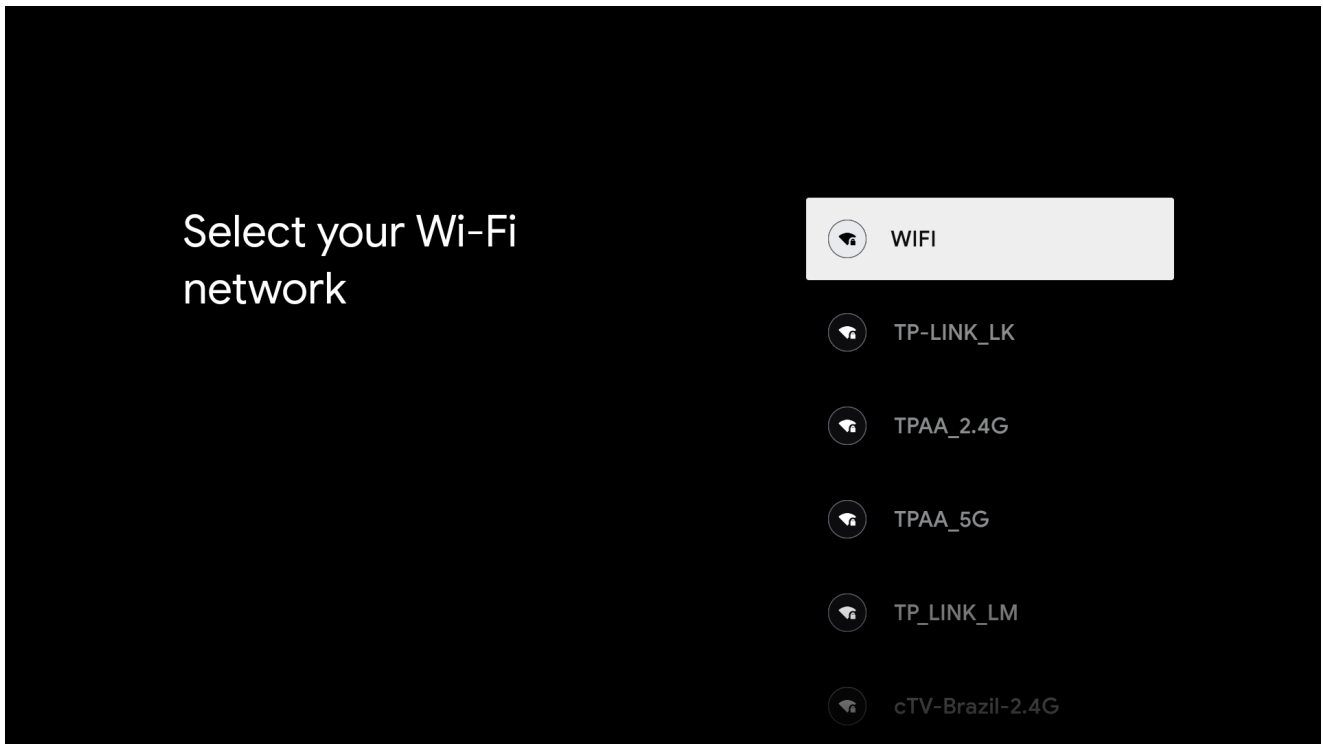 Select your Wi-Fi
network
WIFI
TP-LINK_LK
TPAA_2.4G
TPAA_5G
TP_LINK_LM
cTV-Brazil-2.4G